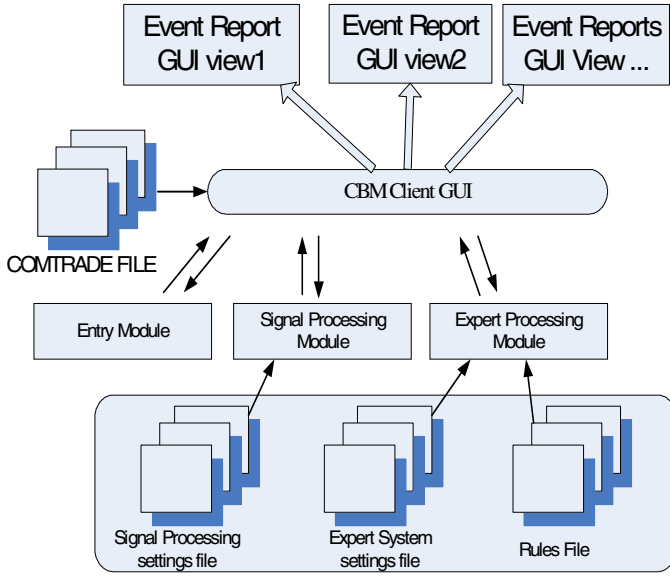 Event Report
GUI view1
Event Report
GUI view2
Event Reports
GUI View ...
CBM Client GUI
COMTRADE FILE
Entry Module
Signal Processing
Module
Expert Processing
Module
Signal Processing
settings file
Expert System
settings file
Rules File